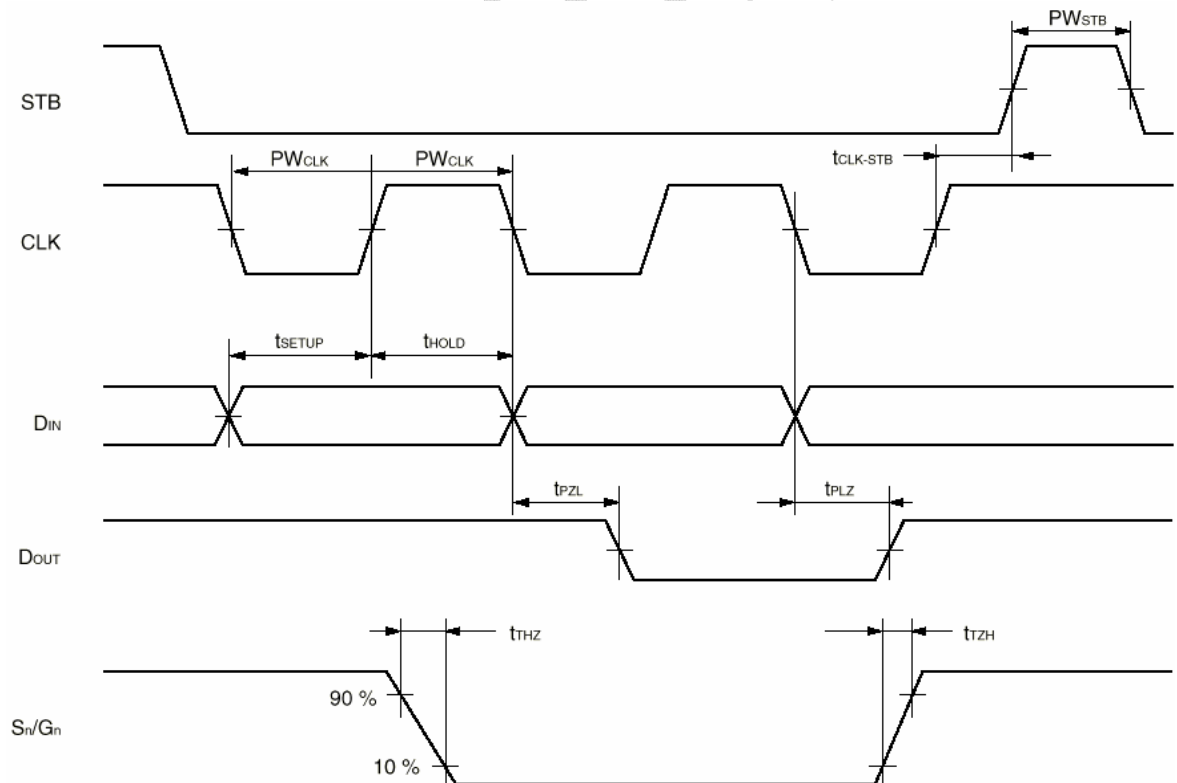 PWSTB
STB
tCLK-STB
PWCLK PWCLK
CLK
tSETUP tHOLD
DIN
tPZL tPLZ
DOUT
tTHZ tTZH
90 %
Sn/Gn
10 %